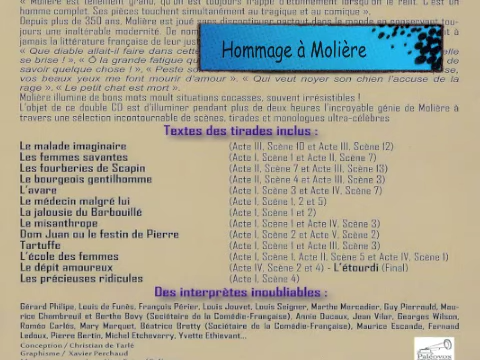 « Molière est tellement grand, qu'on est toujours frappé d'étonnement lorsqu'on le relit. C'est un
homme complet. Ses pièces touchent simultanément au tragique et au comique ».
Depuis plus de 350 ans, Molière est joué sans discontinuer partout dans le monde en conservant tou-
jours une inaltérable modernité. De nom
jamais la littérature française de leur jus
« Que diable allait-il faire dans cette
se brise ! » « Ô la grande fatigue qu
savoir quelque chose ! », « Peste so
vos beaux yeux me font mourir d'amour ». « Qui veut noyer son chien l'accuse de la
rage ». « Le petit chat est mort ».
Hommage à Molière
Molière illumine de bons mots moult situations cocasses, souvent irrésistibles !
L'objet de ce double CD est d'illuminer pendant plus de deux heures l'incroyable génie de Molière à
travers une sélection incontournable de scènes, tirades et monologues ultra-célèbres
Textes des tirades inclus :
Le malade imaginaire (Acte III, Scène 10 et Acte III, Scène 12)
Les femmes savantes (Acte I, Scène 1 et Acte II, Scène 7)
Les fourberies de Scapin (Acte II, Scène 7 et Acte III, Scène 13)
Le bourgeois gentilhomme (Acte II, Scène 4 et Acte III, Scène 3)
L'avare (Acte I, Scène 3 et Acte IV, Scène 7)
Le médecin malgré lui (Acte I, Scène 1, 2 et 5)
La jalousie du Barbouillé (Acte I, Scène 1 et 2)
Le misanthrope (Acte I, Scène 1 et Acte IV, Scène 3)
Dom Juan ou le festin de Pierre (Acte I, Scène 2 et Acte V, Scène 2)
Tartuffe (Acte I, Scène 1 et Acte III, Scène 3)
L'école des femmes (Acte I, Scène 1, Acte II, Scène 5 et Acte IV, Scène 1)
Le dépit amoureux (Acte IV, Scène 2 et 4) - L'étourdi (Final)
Les précieuses ridicules (Acte I, Scène 4)
Des interprètes inoubliables :
Gérard Philipe, Louis de Funès, François Périer, Louis Jouvet, Louis Seigner, Marthe Mercadier, Guy Pierrauld, Mau-
rice Chambreuil et Berthe Bovy (Sociétaire de la Comédie-Française), Annie Ducaux, Jean Vilar, Georges Wilson,
Roméo Carlès, Mary Marquet, Béatrice Bretty (Sociétaire de la Comédie-Française), Maurice Escande, Fernand
Ledoux, Pierre Bertin, Michel Etcheverry, Yvette Ethievant...
Conception / Christian de Tarlé
Graphisme / Xavier Perchaud